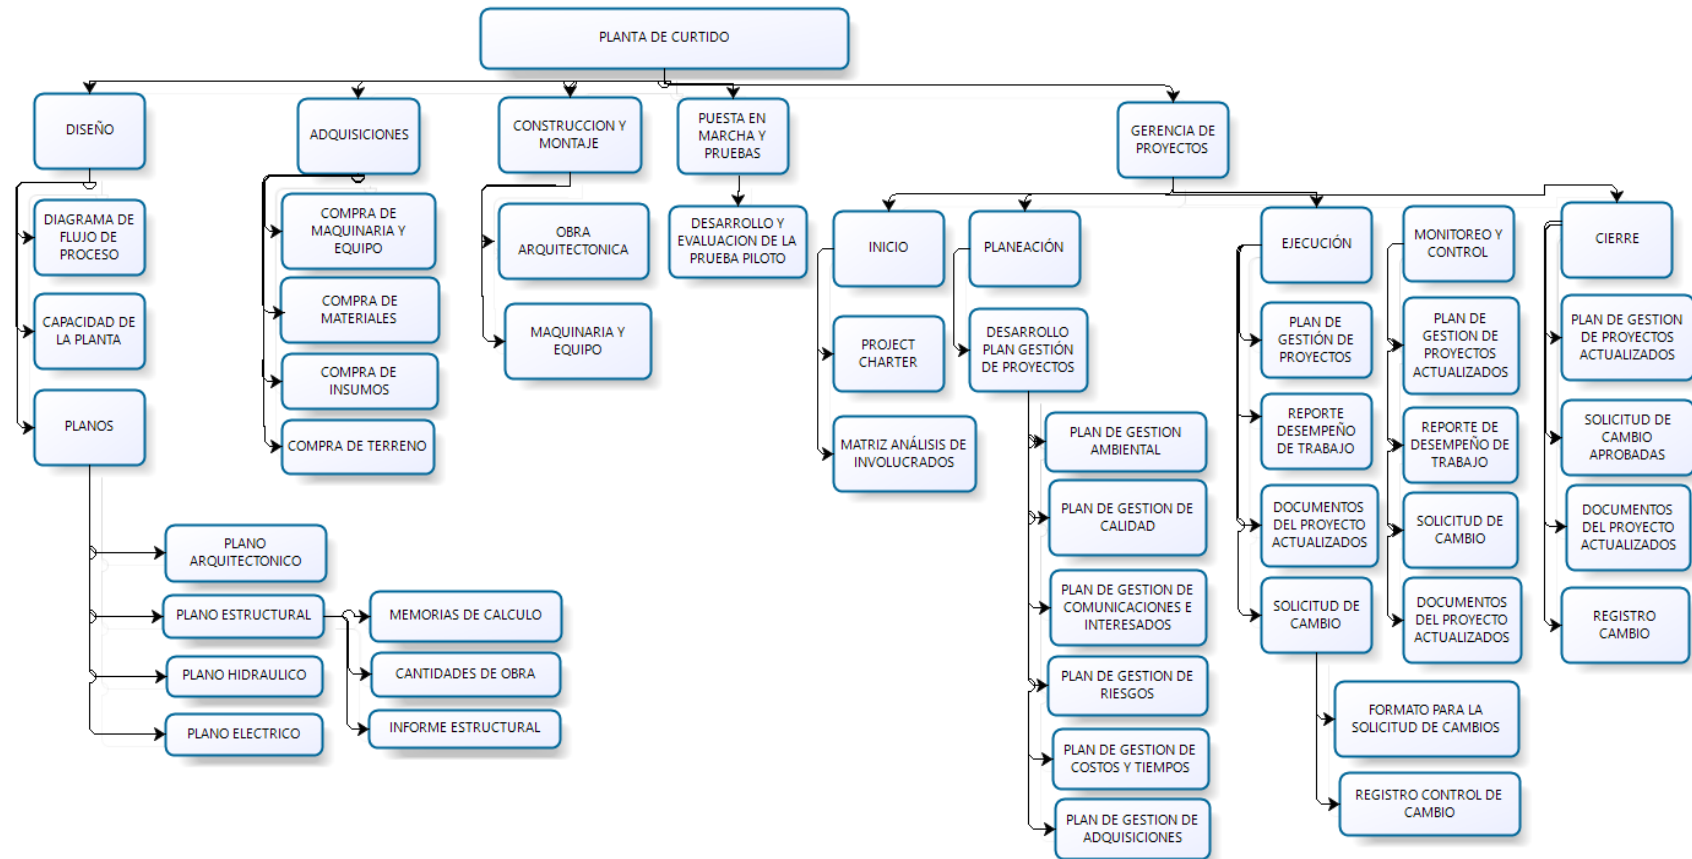 PLANTA DE CURTIDO
DISEÑO
DIAGRAMA DE
FLUJO DE
PROCESO
CAPACIDAD DE
LA PLANTA
PLANOS
PLANO
ARQUITECTONICO
PLANO ESTRUCTURAL
MEMORIAS DE CALCULO
CANTIDADES DE OBRA
INFORME ESTRUCTURAL
PLANO HIDRAULICO
PLANO ELECTRICO
ADQUISICIONES
COMPRA DE
MAQUINARIA Y
EQUIPO
COMPRA DE
MATERIALES
COMPRA DE
INSUMOS
COMPRA DE TERRENO
CONSTRUCCION Y
MONTAJE
OBRA
ARQUITECTONICA
MAQUINARIA Y
EQUIPO
PUESTA EN
MARCHA Y
PRUEBAS
DESARROLLO Y
EVALUACION DE LA
PRUEBA PILOTO
GERENCIA DE
PROYECTOS
INICIO
PROJECT
CHARTER
MATRIZ ANÁLISIS DE
INVOLUCRADOS
PLANEACIÓN
DESARROLLO
PLAN GESTIÓN
DE PROYECTOS
PLAN DE GESTION
AMBIENTAL
PLAN DE GESTION DE
CALIDAD
PLAN DE GESTION DE
COMUNICACIONES E
INTERESADOS
PLAN DE GESTION DE
RIESGOS
PLAN DE GESTION DE
COSTOS Y TIEMPOS
PLAN DE GESTION DE
ADQUISICIONES
EJECUCIÓN
PLAN DE
GESTIÓN DE
PROYECTOS
REPORTE
DESEMPEÑO
DE TRABAJO
DOCUMENTOS
DEL PROYECTO
ACTUALIZADOS
SOLICITUD DE
CAMBIO
FORMATO PARA LA
SOLICITUD DE CAMBIOS
REGISTRO CONTROL DE
CAMBIO
MONITOREO Y
CONTROL
PLAN DE
GESTION DE
PROYECTOS
ACTUALIZADOS
REPORTE DE
DESEMPEÑO DE
TRABAJO
SOLICITUD DE
CAMBIO
DOCUMENTOS
DEL PROYECTO
ACTUALIZADOS
CIERRE
PLAN DE GESTION
DE PROYECTOS
ACTUALIZADOS
SOLICITUD DE
CAMBIO
APROBADAS
DOCUMENTOS
DEL PROYECTO
ACTUALIZADOS
REGISTRO
CAMBIO